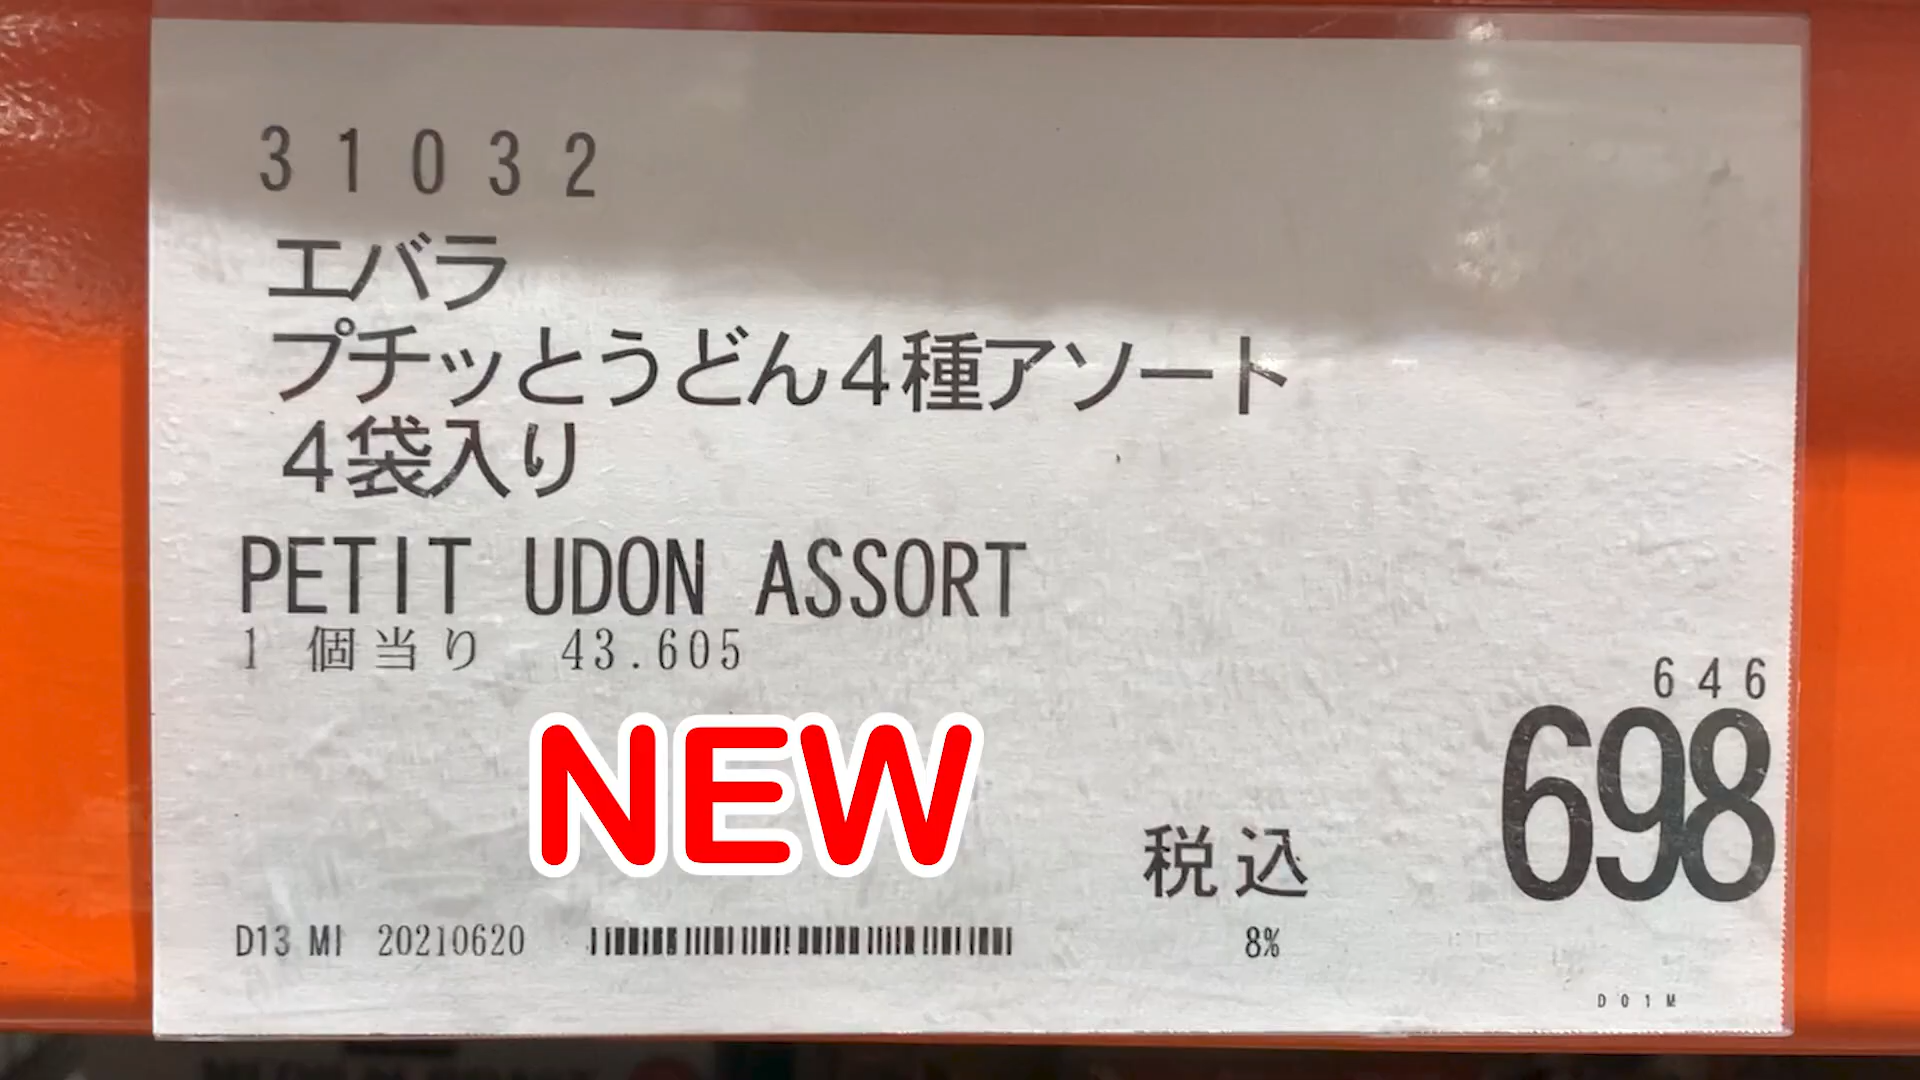 31032
エバラ
プチッとうどん4種アソート
4袋入り
PETIT UDON ASSORT
1個当り 43.605
646
698
NEW
税込
D13 MI 20210620
8%
D01M